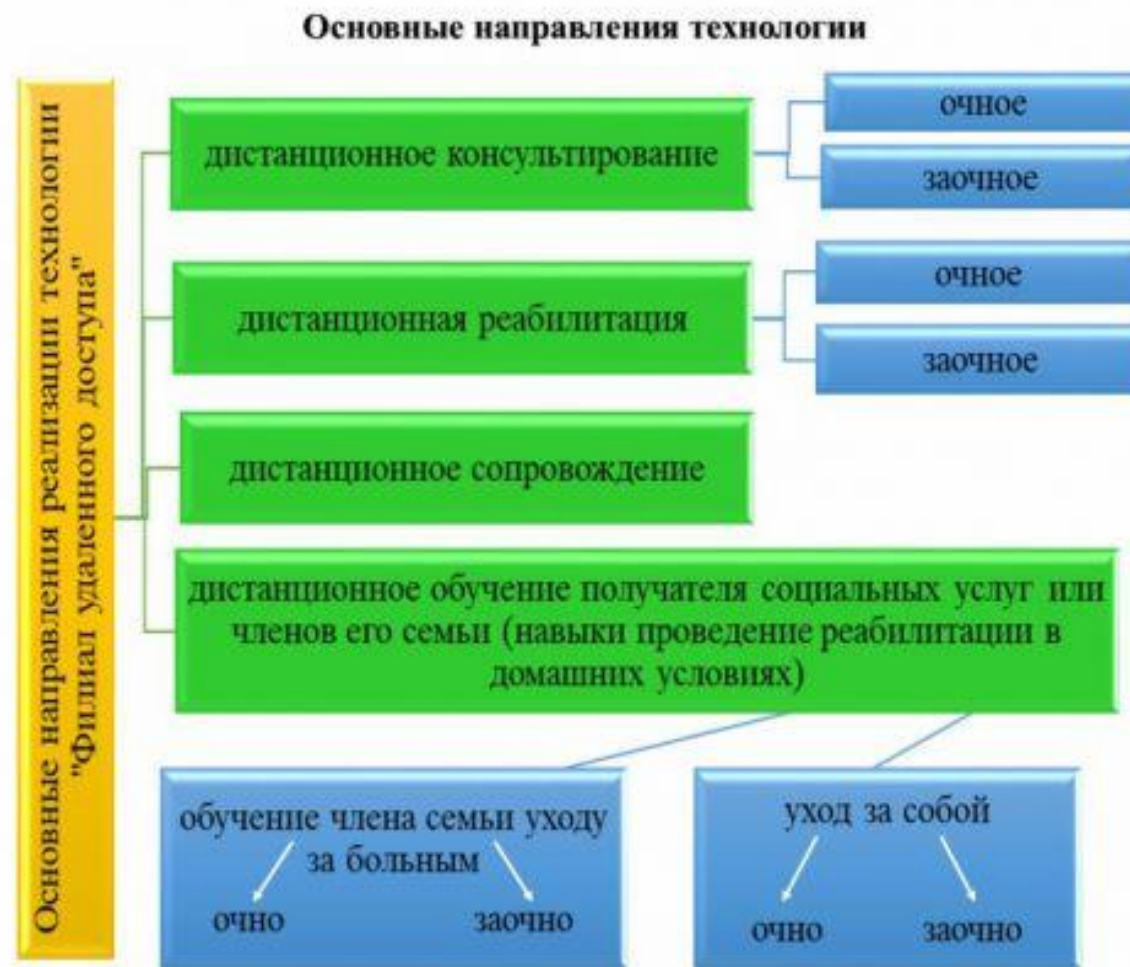 Основные направления технологии
Основные направления реализации технологии
"Филиал удаленного доступа"
дистанционное консультирование
очное
заочное
дистанционная реабилитация
очное
заочное
дистанционное сопровождение
дистанционное обучение получателя социальных услуг или
членов его семьи (навыки проведение реабилитации в
домашних условиях)
обучение члена семьи уходу
за больным
очно
заочно
уход за собой
очно
заочно